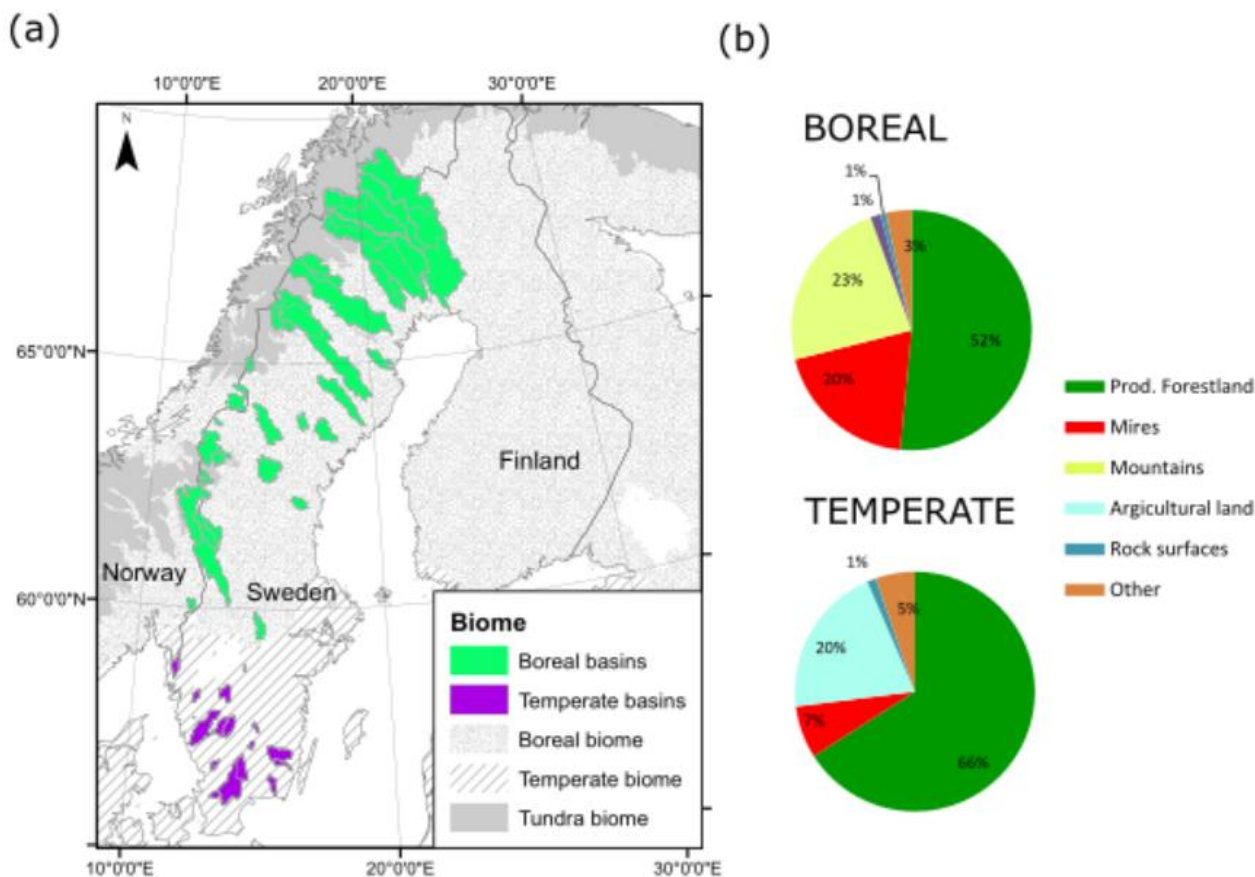 (a)
10°0'0"E 20°0'0"E 30°0'0"E
N
65°0'0"N
60°0'0"N
Finland
Norway
Sweden
Biome
Boreal basins
Temperate basins
Boreal biome
Temperate biome
Tundra biome
10°0'0"E 20°0'0"E 30°0'0"E
(b)
BOREAL
1%
1%
3%
23%
52%
20%
Prod. Forestland
Mires
Mountains
Argicultural land
Rock surfaces
Other
TEMPERATE
1%
5%
20%
7%
66%